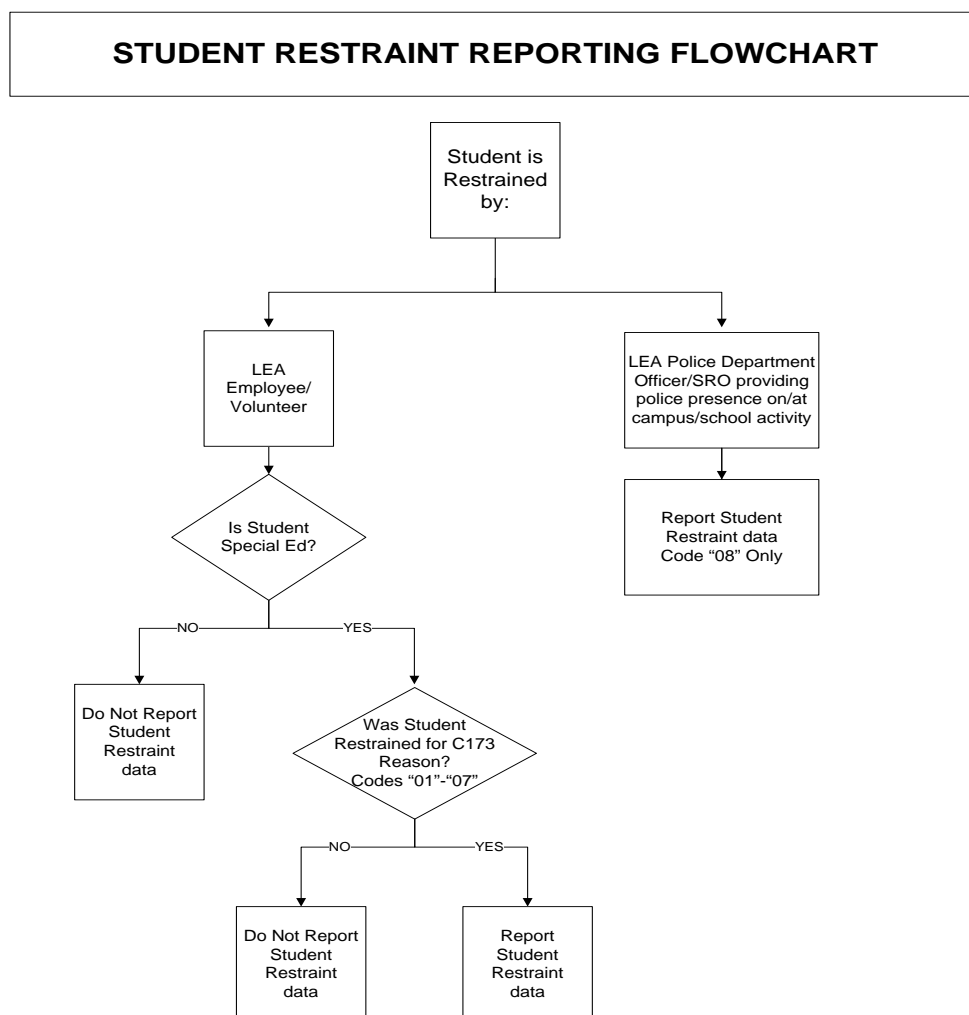 STUDENT RESTRAINT REPORTING FLOWCHART
Student is
Restrained
by:
LEA
Employee/
Volunteer
LEA Police Department
Officer/SRO providing
police presence on/at
campus/school activity
Is Student
Special Ed?
Report Student
Restraint data
Code “08” Only
NO
YES
Do Not Report
Student
Restraint
data
Was Student
Restrained for C173
Reason?
Codes “01”-“07”
NO
YES
Do Not Report
Student
Restraint
data
Report
Student
Restraint
data